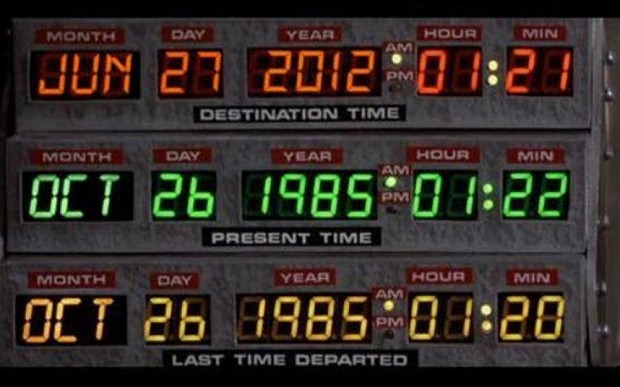 MONTH DAY YEAR HOUR MIN
AM
JUN 27 2012 01:21
PM
DESTINATION TIME
MONTH DAY YEAR HOUR MIN
AM
OCT 26 1985 01:22
PM
PRESENT TIME
MONTH DAY YEAR HOUR MIN
AM
OCT 26 1985 01:20
PM
LAST TIME DEPARTED